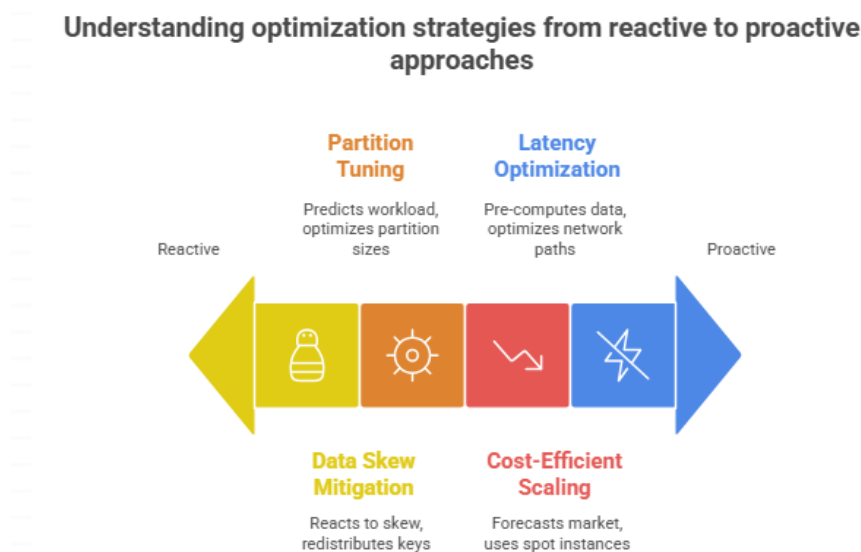 Understanding optimization strategies from reactive to proactive
approaches
Partition
Tuning
Predicts workload,
optimizes partition
sizes
Latency
Optimization
Pre-computes data,
optimizes network
paths
Reactive
Proactive
Data Skew
Mitigation
Reacts to skew,
redistributes keys
Cost-Efficient
Scaling
Forecasts market,
uses spot instances